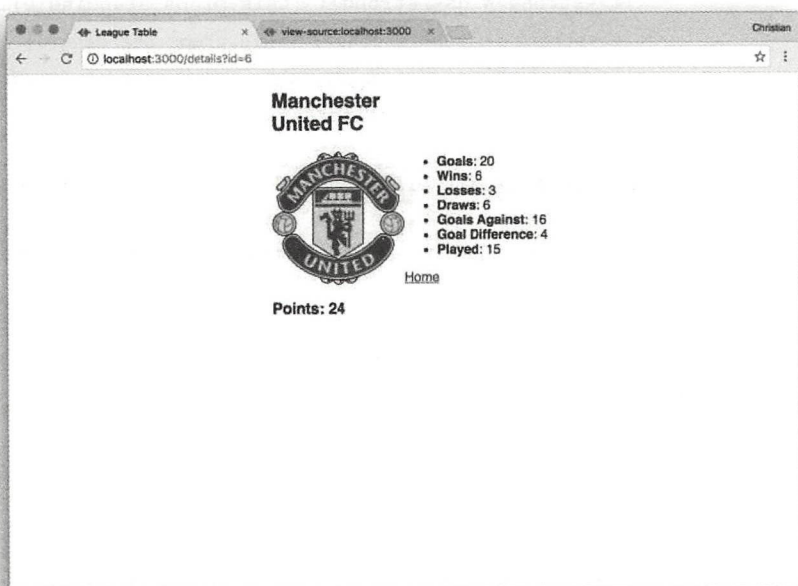 League Table
view-source:localhost:3000
Christian
localhost:3000/details?id=6
Manchester
United FC
MANCHESTER
UNITED
• Goals: 20
• Wins: 6
• Losses: 3
• Draws: 6
• Goals Against: 16
• Goal Difference: 4
• Played: 15
Home
Points: 24